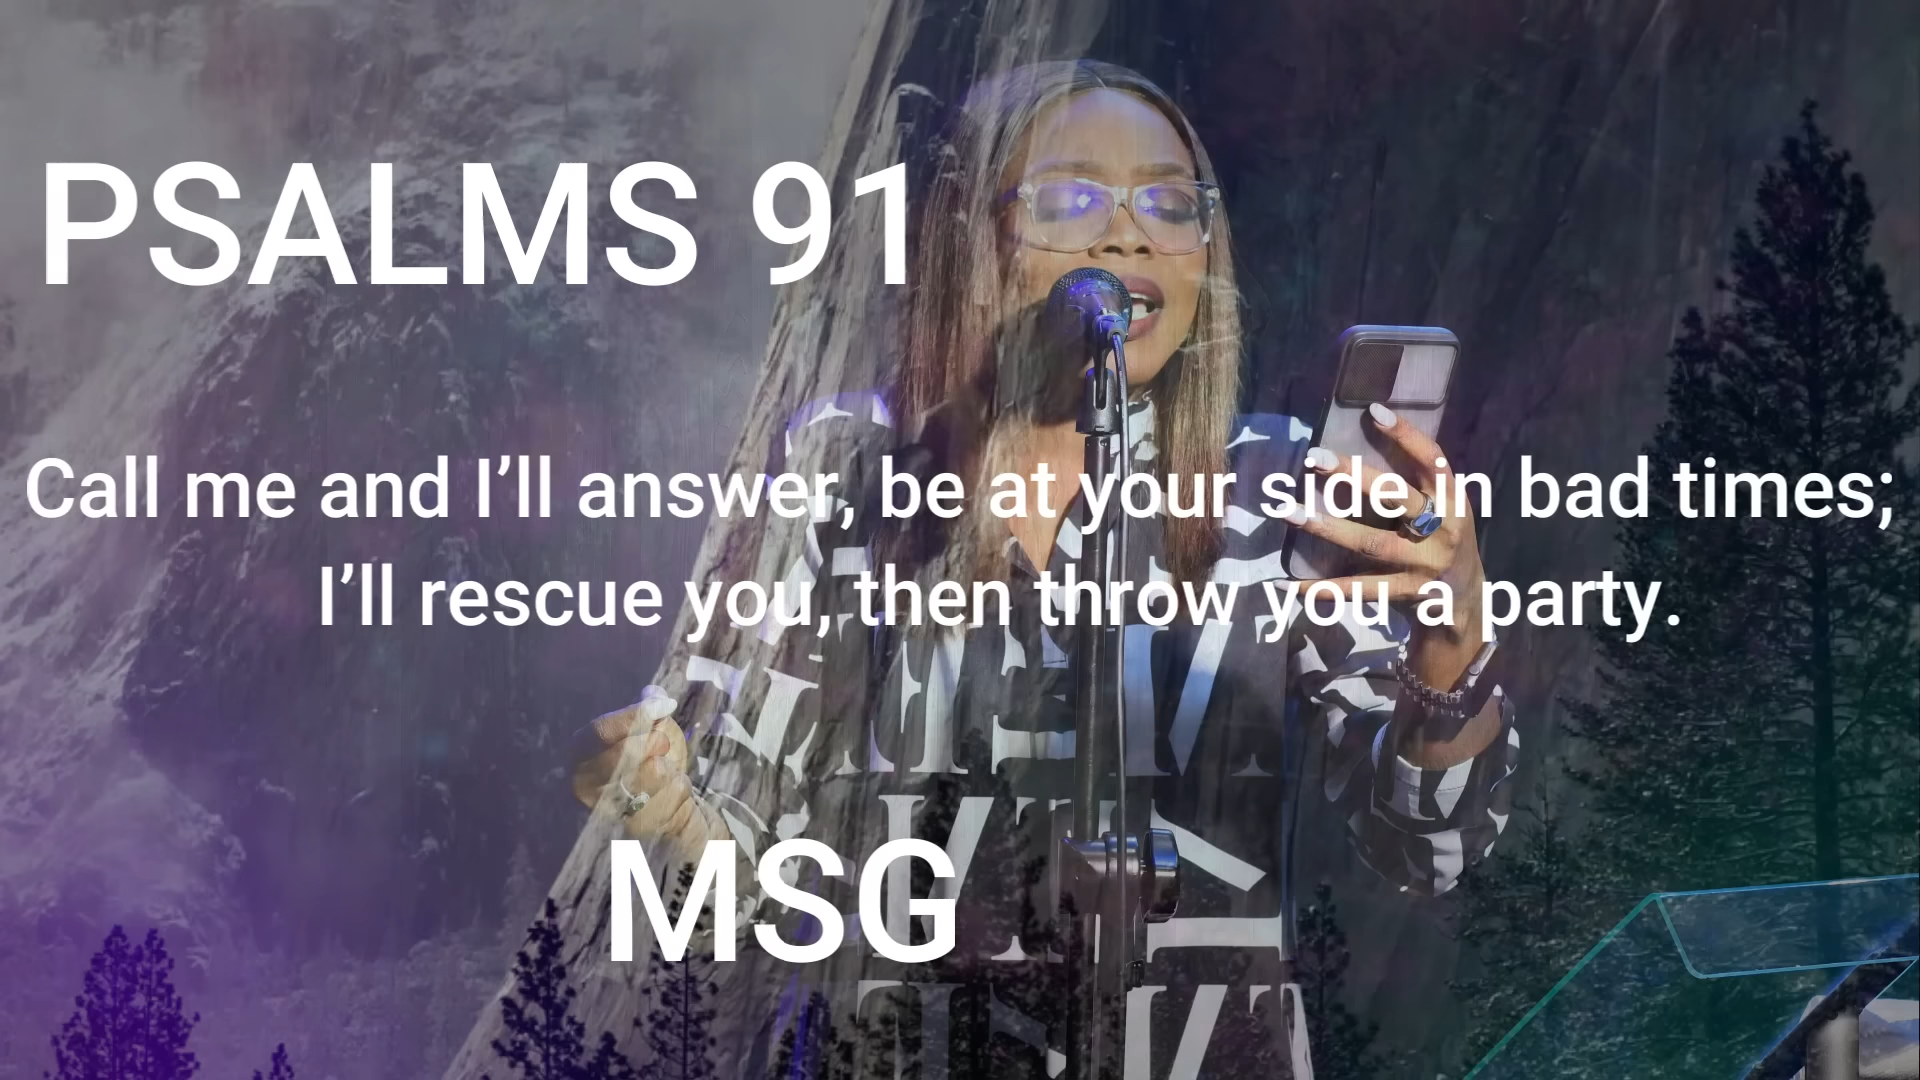 PSALMS 91
Call me and I’ll answer, be at your side in bad times;
I’ll rescue you, then throw you a party.
MSG